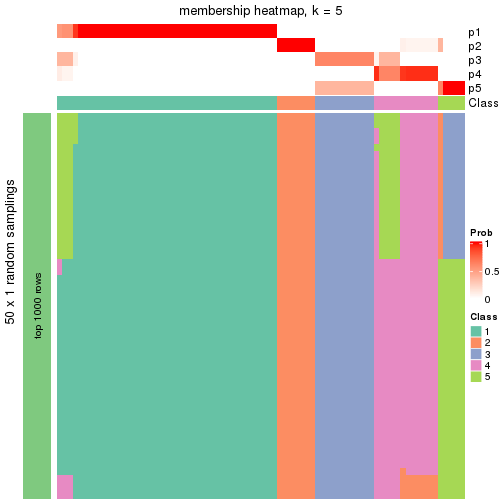 membership heatmap, k = 5
p1
p2
p3
p4
p5
Class
50 x 1 random samplings
top 1000 rows
Prob
1
0.5
0
Class
1
2
3
4
5